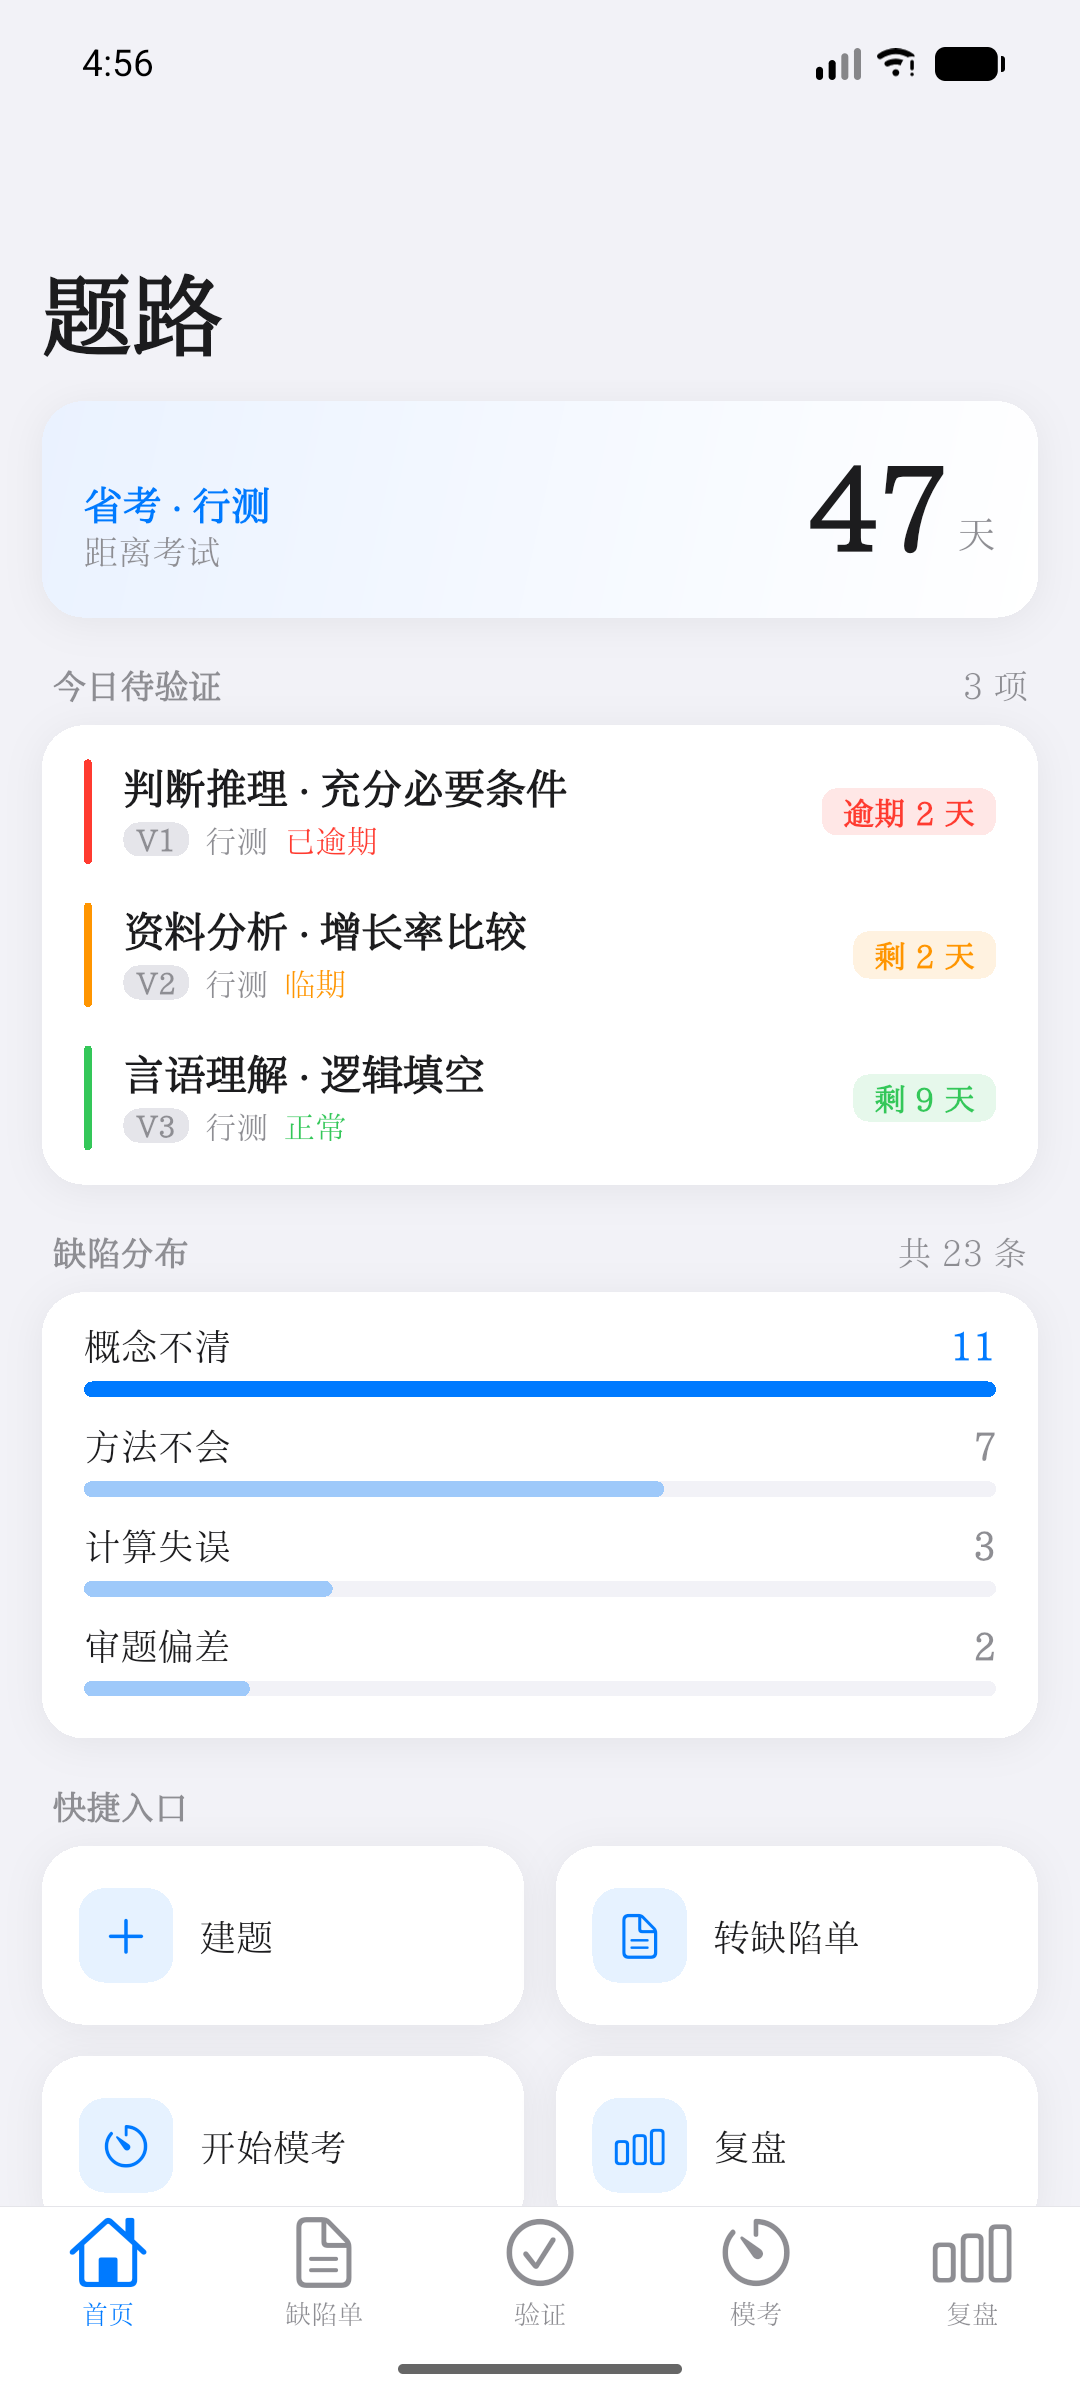 4:56
题路
省考 · 行测
距离考试
47 天
今日待验证
3 项
判断推理 · 充分必要条件
V1 行测 已逾期
逾期 2 天
资料分析 · 增长率比较
V2 行测 临期
剩 2 天
言语理解 · 逻辑填空
V3 行测 正常
剩 9 天
缺陷分布
共 23 条
概念不清
11
方法不会
7
计算失误
3
审题偏差
2
快捷入口
建题
转缺陷单
开始模考
复盘
首页
缺陷单
验证
模考
复盘